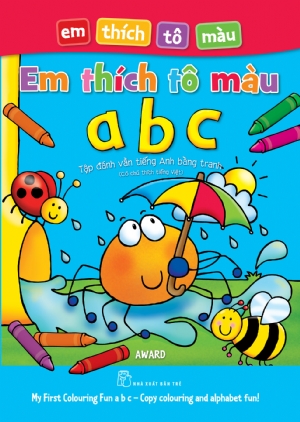 em thích tô màu
Em thích tô màu
a b c
Tập đánh vần tiếng Anh bằng tranh
(Có chú thích tiếng Việt)
AWARD
NHÀ XUẤT BẢN TRẺ
My First Colouring Fun a b c – Copy colouring and alphabet fun!